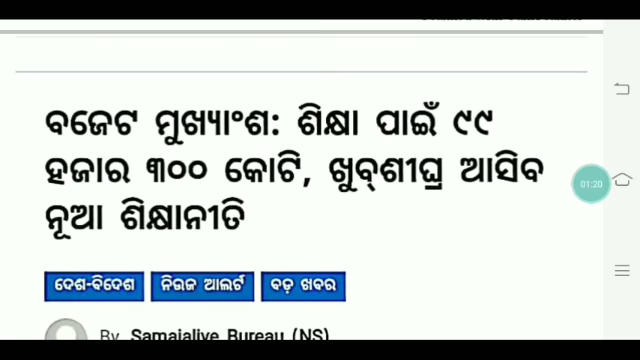 ବଜେଟ ମୁଖ୍ୟାଂଶ: ଶିକ୍ଷା ପାଇଁ ୯୯
ହଜାର ୩୦୦ କୋଟି, ଖୁବ୍‌ଶୀଘ୍ର ଆସିବ
ନୂଆ ଶିକ୍ଷାନୀତି
ଦେଶ-ବିଦେଶ ନିଉଜ ଆଲର୍ଟ ବଡ଼ ଖବର
By Samajalive Bureau (NS)
01:20